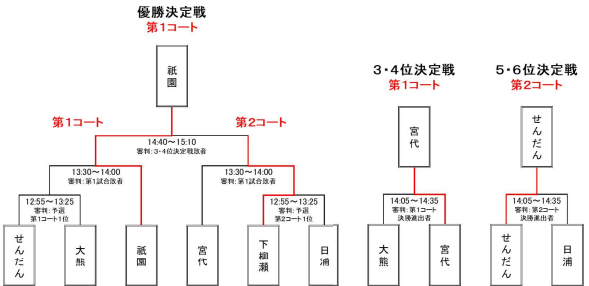 優勝決定戦
第1コート
祇園
第1コート
第2コート
14:40～15:10
審判:3・4位決定戦敗者
13:30～14:00
審判:第1試合敗者
13:30～14:00
審判:第1試合敗者
12:55～13:25
審判:予選
第1コート1位
12:55～13:25
審判:予選
第2コート1位
せんだん
大熊
祇園
宮代
下柳瀬
日浦
3・4位決定戦
第1コート
宮代
14:05～14:35
審判:第1コート
決勝進出者
大熊
宮代
5・6位決定戦
第2コート
せんだん
14:05～14:35
審判:第2コート
決勝進出者
せんだん
日浦